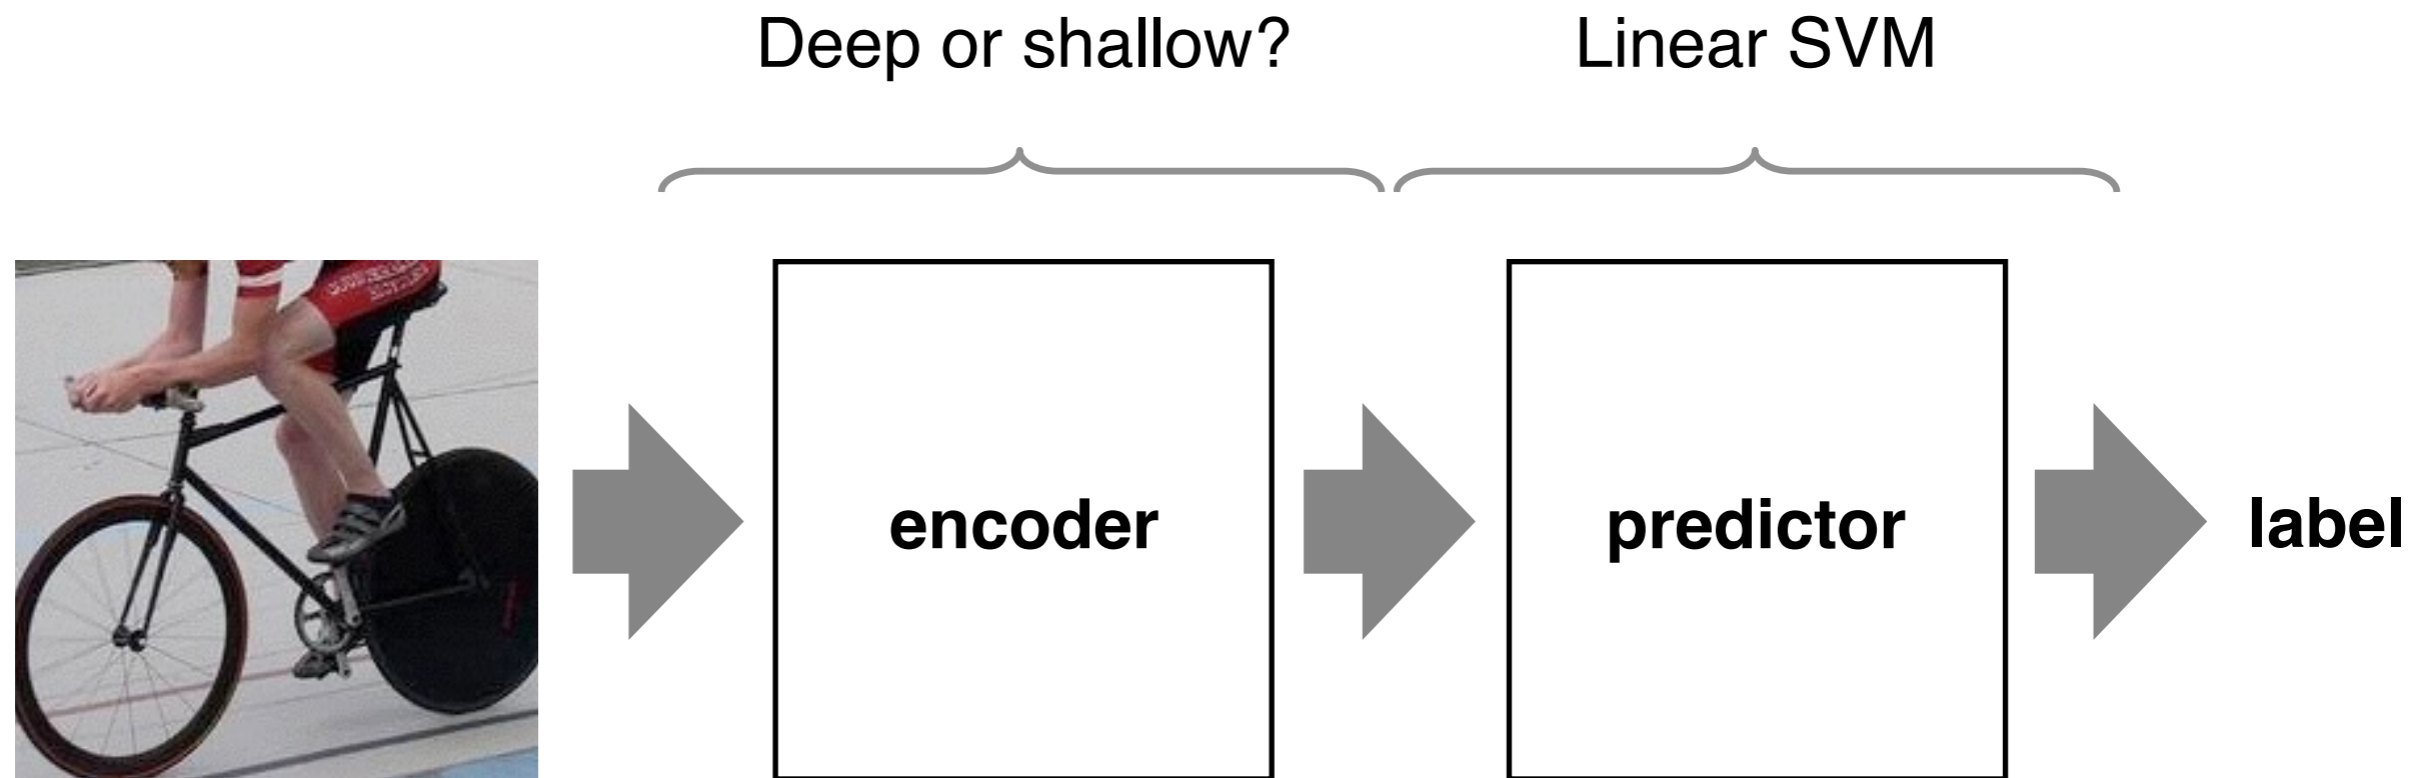 Deep or shallow?
Linear SVM
encoder
predictor
label